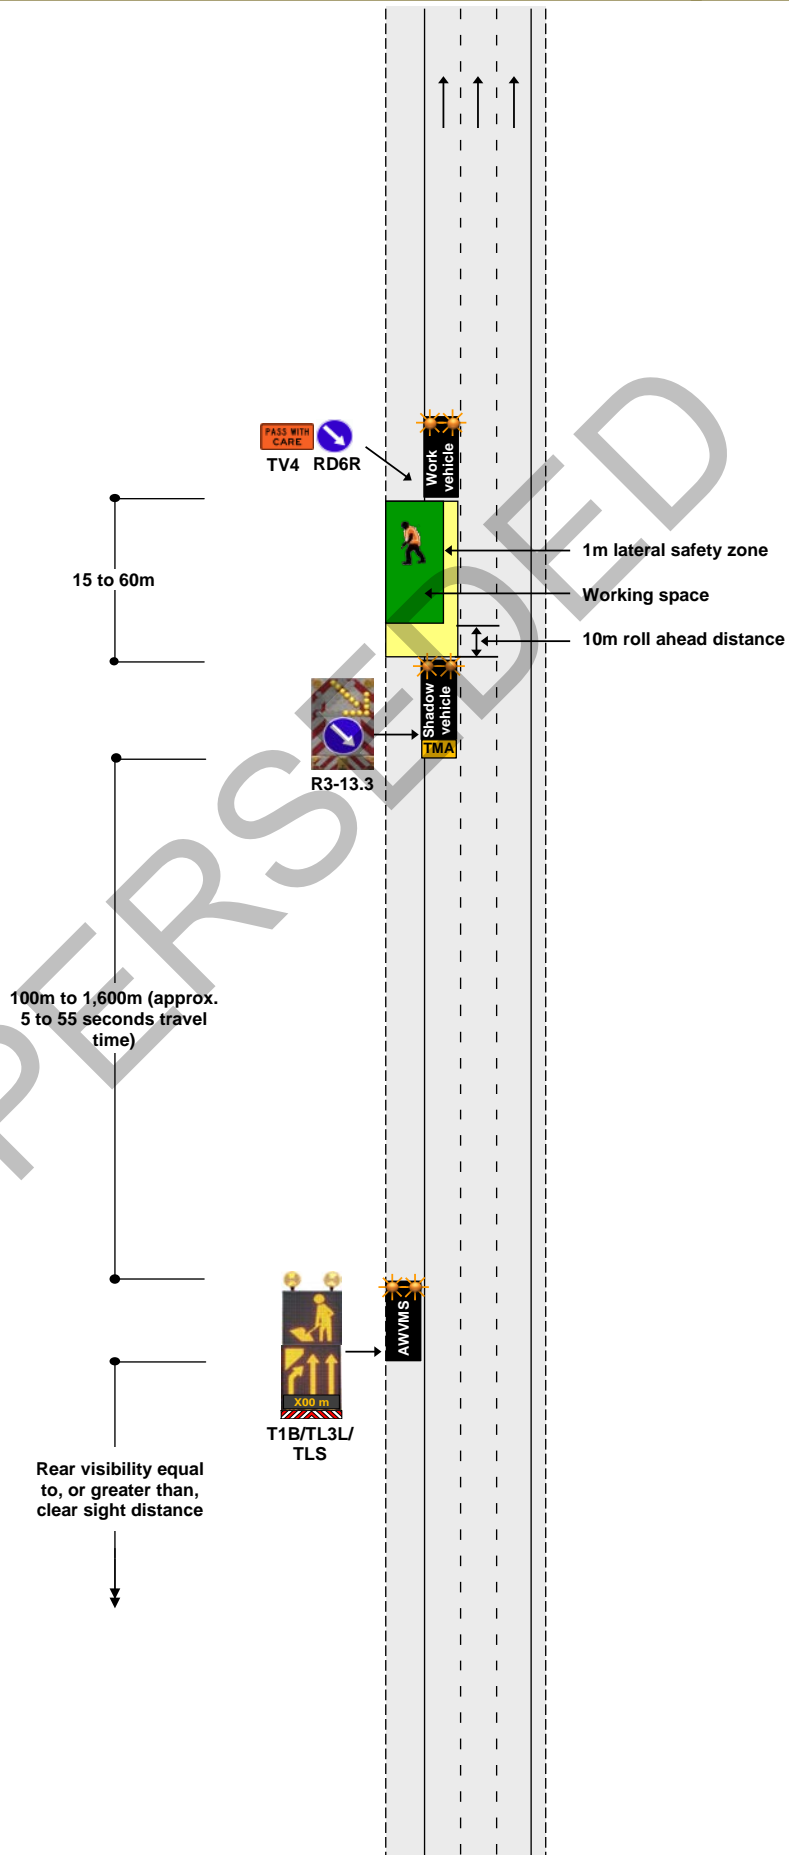 PASS WITH
CARE
TV4 RD6R
Work
vehicle
15 to 60m
1m lateral safety zone
Working space
10m roll ahead distance
Shadow
vehicle
TMA
R3-13.3
100m to 1,600m (approx.
5 to 55 seconds travel
time)
AWVMS
X00 m
T1B/TL3L/
TLS
Rear visibility equal
to, or greater than,
clear sight distance
PERSEDED